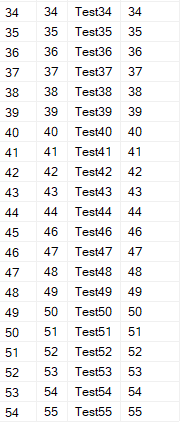 34 34 Test34 34
35 35 Test35 35
36 36 Test36 36
37 37 Test37 37
38 38 Test38 38
39 39 Test39 39
40 40 Test40 40
41 41 Test41 41
42 42 Test42 42
43 43 Test43 43
44 44 Test44 44
45 46 Test46 46
46 47 Test47 47
47 48 Test48 48
48 49 Test49 49
49 50 Test50 50
50 51 Test51 51
51 52 Test52 52
52 53 Test53 53
53 54 Test54 54
54 55 Test55 55